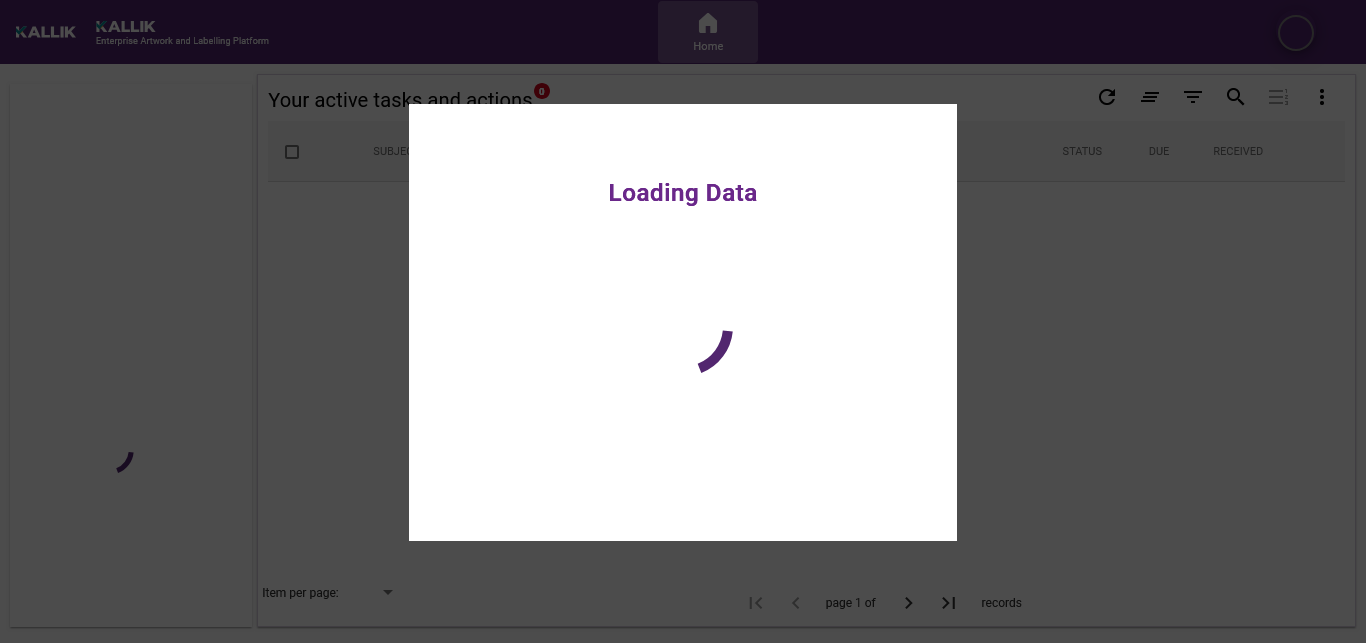 KALLIK
KALLIK
Enterprise Artwork and Labelling Platform
Home
Your active tasks and actions
0
STATUS
DUE
RECEIVED
Loading Data
Item per page:
page 1 of
records